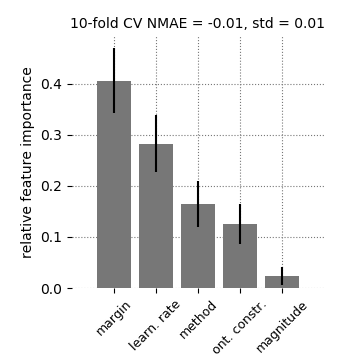 10-fold CV NMAE = -0.01, std = 0.01
relative feature importance
0.4
0.3
0.2
0.1
0.0
margin
learn. rate
method
ont. constr.
magnitude